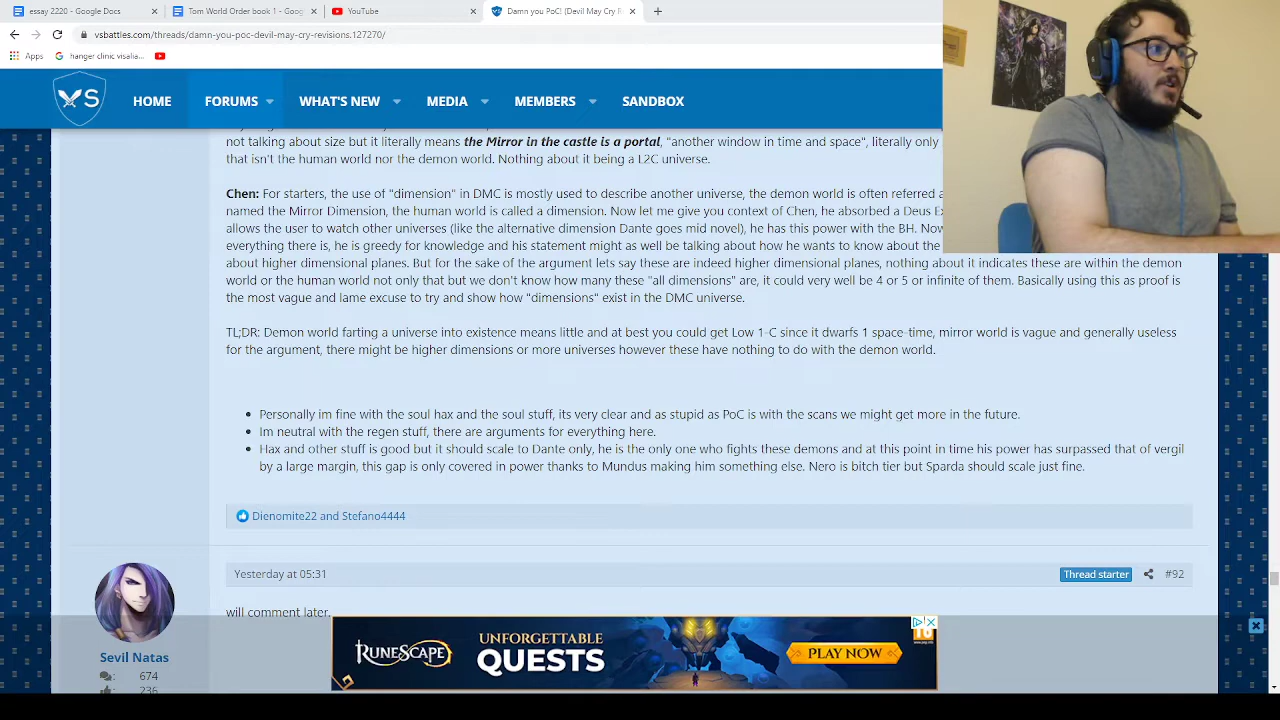 essay 2220 - Google Docs
Tom World Order book 1 - Goog
YouTube
Damn you PoC! (Devil May Cry R
vsbattles.com/threads/damn-you-poc-devil-may-cry-revisions.127270/
Apps
hanger clinic visalia...
VS
HOME
FORUMS
WHAT'S NEW
MEDIA
MEMBERS
SANDBOX
not talking about size but it literally means the Mirror in the castle is a portal, "another window in time and space", literally only
that isn't the human world nor the demon world. Nothing about it being a L2C universe.
Chen: For starters, the use of "dimension" in DMC is mostly used to describe another universe, the demon world is often referred a
named the Mirror Dimension, the human world is called a dimension. Now let me give you context of Chen, he absorbed a Deus Ex
allows the user to watch other universe (like the alternative dimension Dante goes mid novel), he has this power with the BH. Now
everything there is, he is greedy for knowledge and his statement might as well be talking about how he wants to know about the
about higher dimensional planes. But for the sake of the argument lets say these are indeed higher dimensional planes, nothing about it indicates these are within the demon
world or the human world not only that but we don't know how many these "all dimensions" are, it could very well be 4 or 5 or infinite of them. Basically using this as proof is
the most vague and lame excuse to try and show how "dimensions" exist in the DMC universe.
TL;DR: Demon world farting a universe into existence means little and at best you could get Low 1-C since it dwarfs 1 space-time, mirror world is vague and generally useless
for the argument, there might be higher dimensions or more universes however these have nothing to do with the demon world.
Personally im fine with the soul hax and the soul stuff, its very clear and as stupid as PoC is with the scans we might get more in the future.
Im neutral with the regen stuff, there are arguments for everything here.
Hax and other stuff is good but it should scale to Dante only, he is the only one who fights these demons and at this point in time his power has surpassed that of vergil
by a large margin, this gap is only covered in power thanks to Mundus making him something else. Nero is bitch tier but Sparda should scale just fine.
Dienomite22 and Stefano4444
Yesterday at 05:31
Thread starter
#92
will comment later.
Sevil Natas
674
236
RUNESCAPE
UNFORGETTABLE
QUESTS
PLAY NOW
16